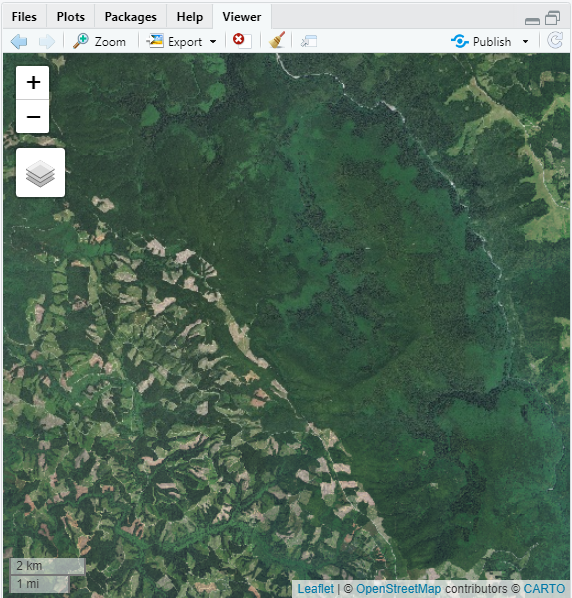 Files Plots Packages Help Viewer
Zoom Export Publish
+
−
2 km
1 mi
Leaflet | © OpenStreetMap contributors © CARTO